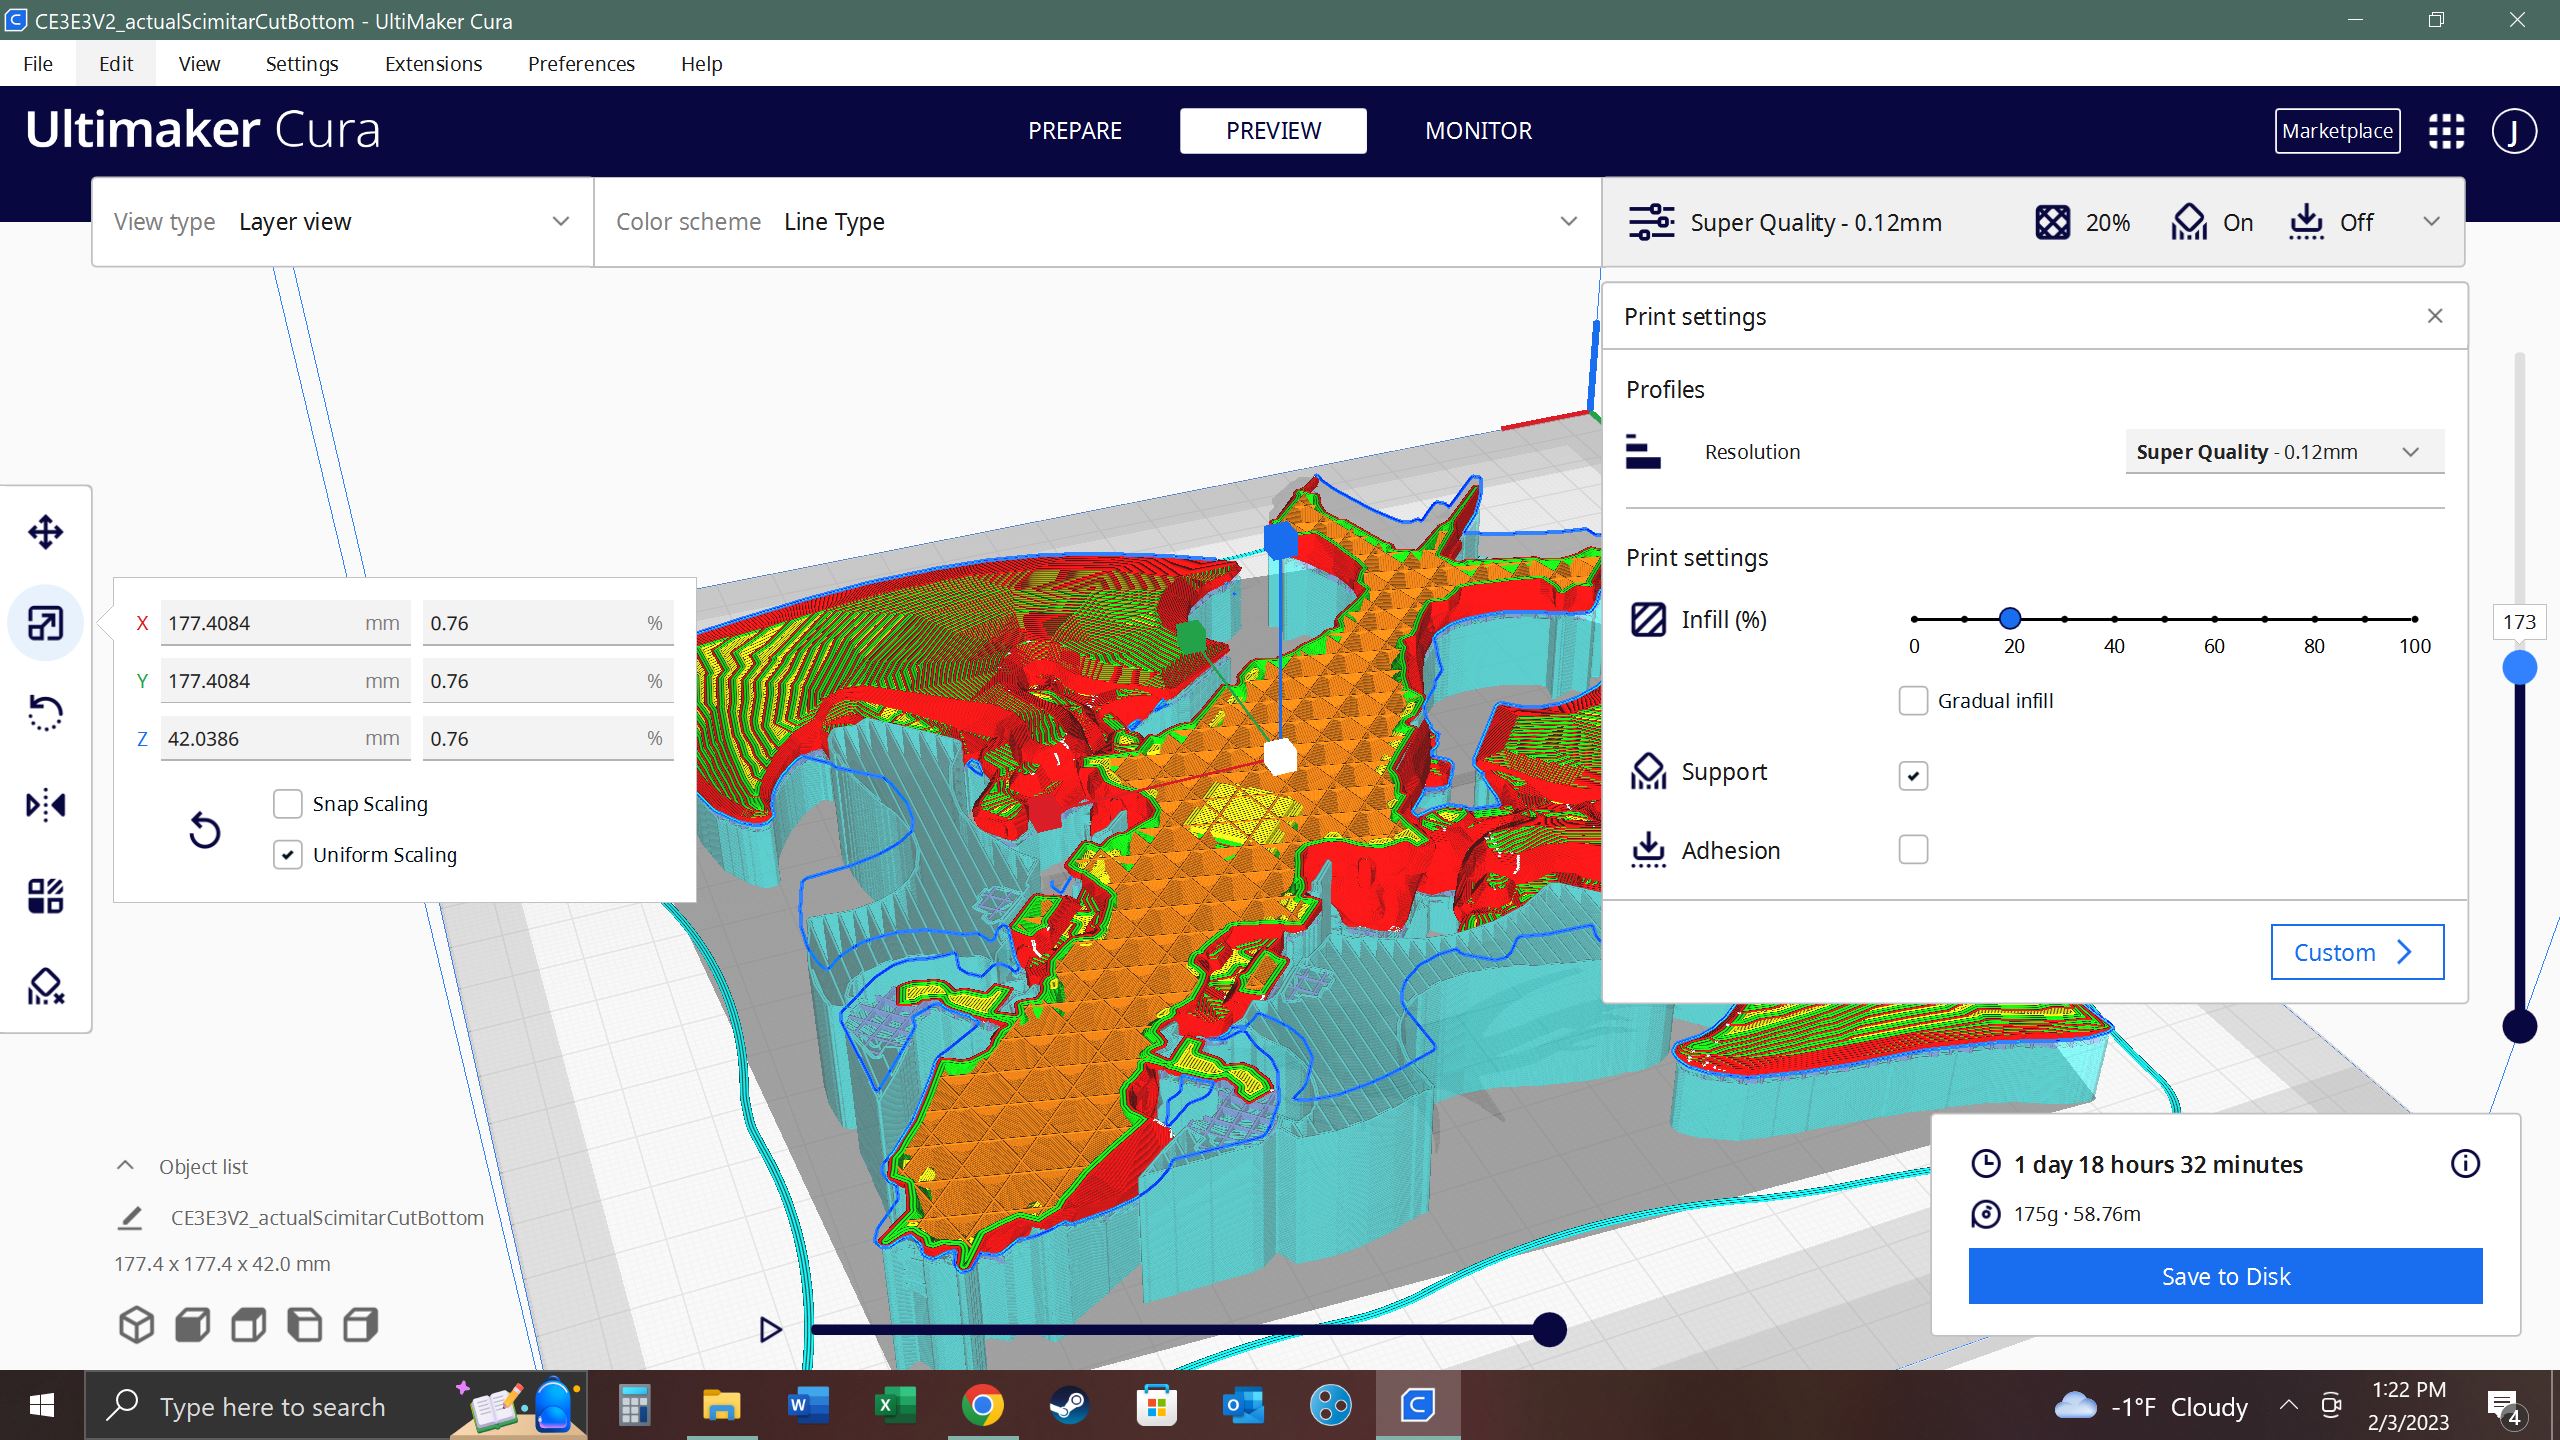 CE3E3V2_actualScimitarCutBottom - UltiMaker Cura
File Edit View Settings Extensions Preferences Help
Ultimaker Cura
PREPARE PREVIEW MONITOR
Marketplace
J
View type Layer view
Color scheme Line Type
Super Quality - 0.12mm 20% On Off
Print settings
Profiles
Resolution Super Quality - 0.12mm
Print settings
Infill (%)
0 20 40 60 80 100
Gradual infill
Support
Adhesion
Custom
173
X 177.4084 mm 0.76 %
Y 177.4084 mm 0.76 %
Z 42.0386 mm 0.76 %
Snap Scaling
Uniform Scaling
Object list
CE3E3V2_actualScimitarCutBottom
177.4 x 177.4 x 42.0 mm
1 day 18 hours 32 minutes
175g · 58.76m
Save to Disk
Type here to search
-1°F Cloudy
1:22 PM
2/3/2023
4